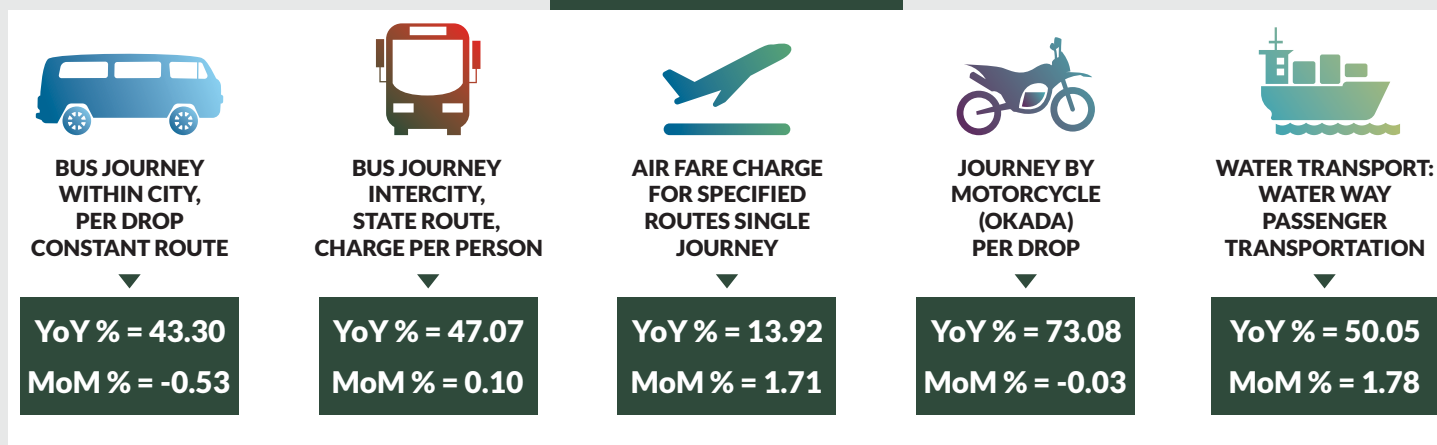 BUS JOURNEY
WITHIN CITY,
PER DROP
CONSTANT ROUTE
YoY % = 43.30
MoM % = -0.53
BUS JOURNEY
INTERCITY,
STATE ROUTE,
CHARGE PER PERSON
YoY % = 47.07
MoM % = 0.10
AIR FARE CHARGE
FOR SPECIFIED
ROUTES SINGLE
JOURNEY
YoY % = 13.92
MoM % = 1.71
JOURNEY BY
MOTORCYCLE
(OKADA)
PER DROP
YoY % = 73.08
MoM % = -0.03
WATER TRANSPORT:
WATER WAY
PASSENGER
TRANSPORTATION
YoY % = 50.05
MoM % = 1.78